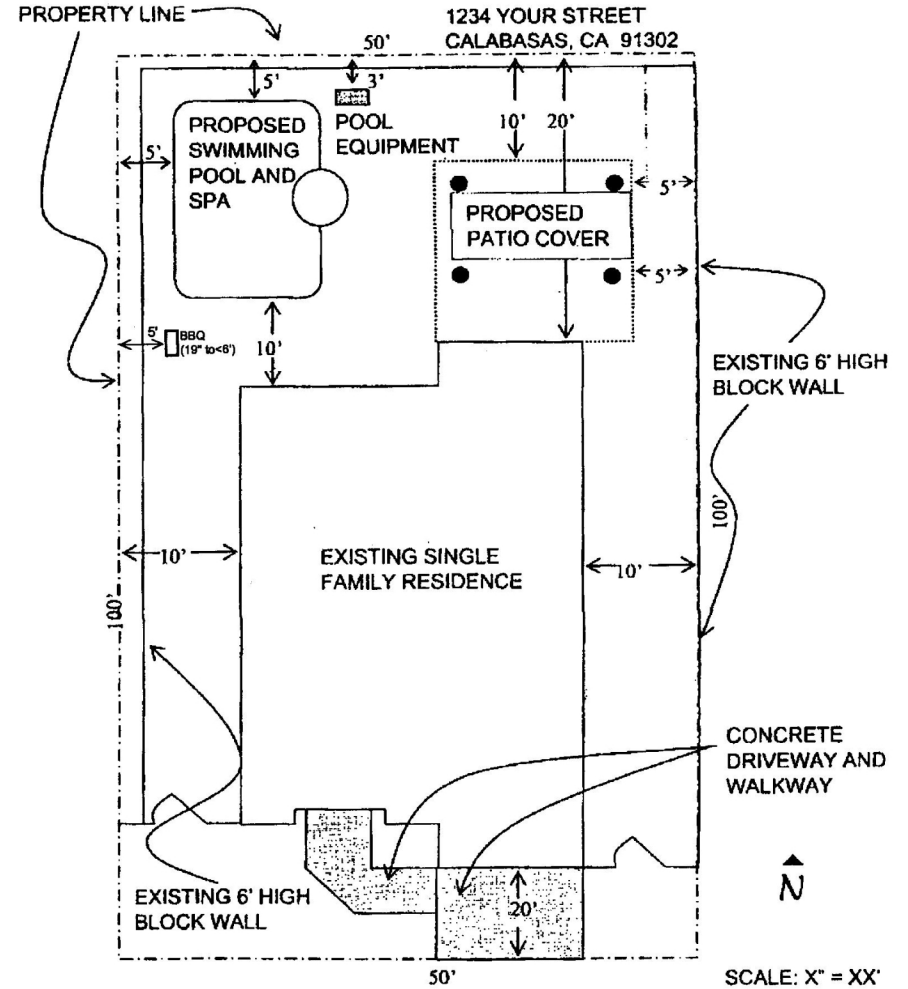 PROPERTY LINE
1234 YOUR STREET
CALABASAS, CA 91302
50'
5'
3'
POOL
EQUIPMENT
10'
20'
PROPOSED
SWIMMING
POOL AND
SPA
5'
5'
PROPOSED
PATIO COVER
5'
5'
BBQ
(19" to<6')
10'
EXISTING 6' HIGH
BLOCK WALL
100'
10'
EXISTING SINGLE
FAMILY RESIDENCE
10'
100'
CONCRETE
DRIVEWAY AND
WALKWAY
EXISTING 6' HIGH
BLOCK WALL
20'
N
50'
SCALE: X" = XX'